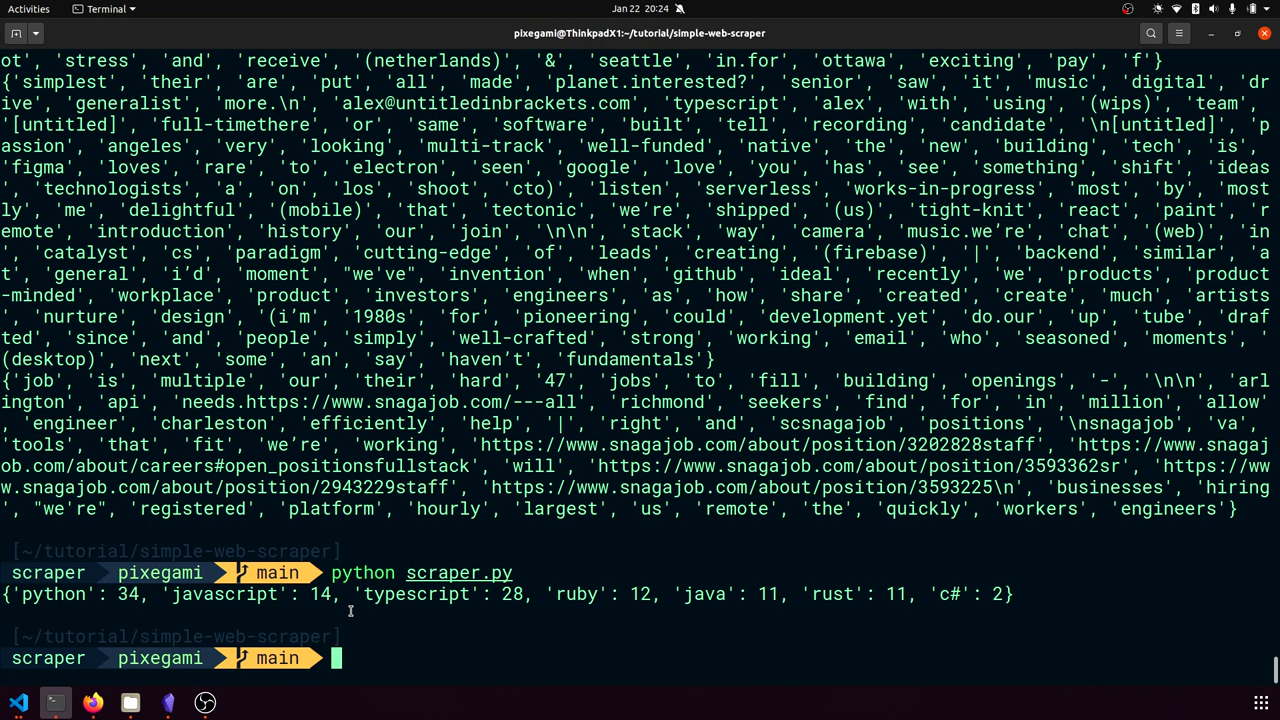 Activities
Terminal
Jan 22 20:24
pixegami@ThinkpadX1:~/tutorial/simple-web-scraper
ot', 'stress', 'and', 'receive', '(netherlands)', '&', 'seattle', 'in.for', 'ottawa', 'exciting', 'pay', 'f'}
{'simplest', 'their', 'are', 'put', 'all', 'made', 'planet.interested?', 'senior', 'saw', 'it', 'music', 'digital', 'dr
ive', 'generalist', 'more.\n', 'alex@untitledinbrackets.com', 'typescript', 'alex', 'with', 'using', '(wips)', 'team',
'[untitled]', 'full-timethere', 'or', 'same', 'software', 'built', 'tell', 'recording', 'candidate', '\n[untitled]', 'p
assion', 'angeles', 'very', 'looking', 'multi-track', 'well-funded', 'native', 'the', 'new', 'building', 'tech', 'is',
'figma', 'loves', 'rare', 'to', 'electron', 'seen', 'google', 'love', 'you', 'has', 'see', 'something', 'shift', 'ideas
', 'technologists', 'a', 'on', 'los', 'shoot', 'cto)', 'listen', 'serverless', 'works-in-progress', 'most', 'by', 'most
ly', 'me', 'delightful', '(mobile)', 'that', 'tectonic', 'we’re', 'shipped', '(us)', 'tight-knit', 'react', 'paint', 'r
emote', 'introduction', 'history', 'our', 'join', '\n\n', 'stack', 'way', 'camera', 'music.we're', 'chat', '(web)', 'in
', 'catalyst', 'cs', 'paradigm', 'cutting-edge', 'of', 'leads', 'creating', '(firebase)', '|', 'backend', 'similar', 'a
t', 'general', 'i’d', 'moment', "we've", 'invention', 'when', 'github', 'ideal', 'recently', 'we', 'products', 'product
-minded', 'workplace', 'product', 'investors', 'engineers', 'as', 'how', 'share', 'created', 'create', 'much', 'artists
', 'nurture', 'design', '(i’m', '1980s', 'for', 'pioneering', 'could', 'development.yet', 'do.our', 'up', 'tube', 'draf
ted', 'since', 'and', 'people', 'simply', 'well-crafted', 'strong', 'working', 'email', 'who', 'seasoned', 'moments',
(desktop)', 'next', 'some', 'an', 'say', 'haven’t', 'fundamentals'}
{'job', 'is', 'multiple', 'our', 'their', 'hard', '47', 'jobs', 'to', 'fill', 'building', 'openings', '-', '\n\n', 'arl
ington', 'api', 'needs.https://www.snagajob.com/---all', 'richmond', 'seekers', 'find', 'for', 'in', 'million', 'allow'
, 'engineer', 'charleston', 'efficiently', 'help', '|', 'right', 'and', 'scsnagajob', 'positions', '\nsnagajob', 'va',
'tools', 'that', 'fit', 'we’re', 'working', 'https://www.snagajob.com/about/position/3202828staff', 'https://www.snagaj
ob.com/about/careers#open_positionsfullstack', 'will', 'https://www.snagajob.com/about/position/3593362sr', 'https://ww
w.snagajob.com/about/position/2943229staff', 'https://www.snagajob.com/about/position/3593225\n', 'businesses', 'hiring
', "we're", 'registered', 'platform', 'hourly', 'largest', 'us', 'remote', 'the', 'quickly', 'workers', 'engineers'}
[~/tutorial/simple-web-scraper]
scraper pixegami main python scraper.py
{'python': 34, 'javascript': 14, 'typescript': 28, 'ruby': 12, 'java': 11, 'rust': 11, 'c#': 2}
[~/tutorial/simple-web-scraper]
scraper pixegami main